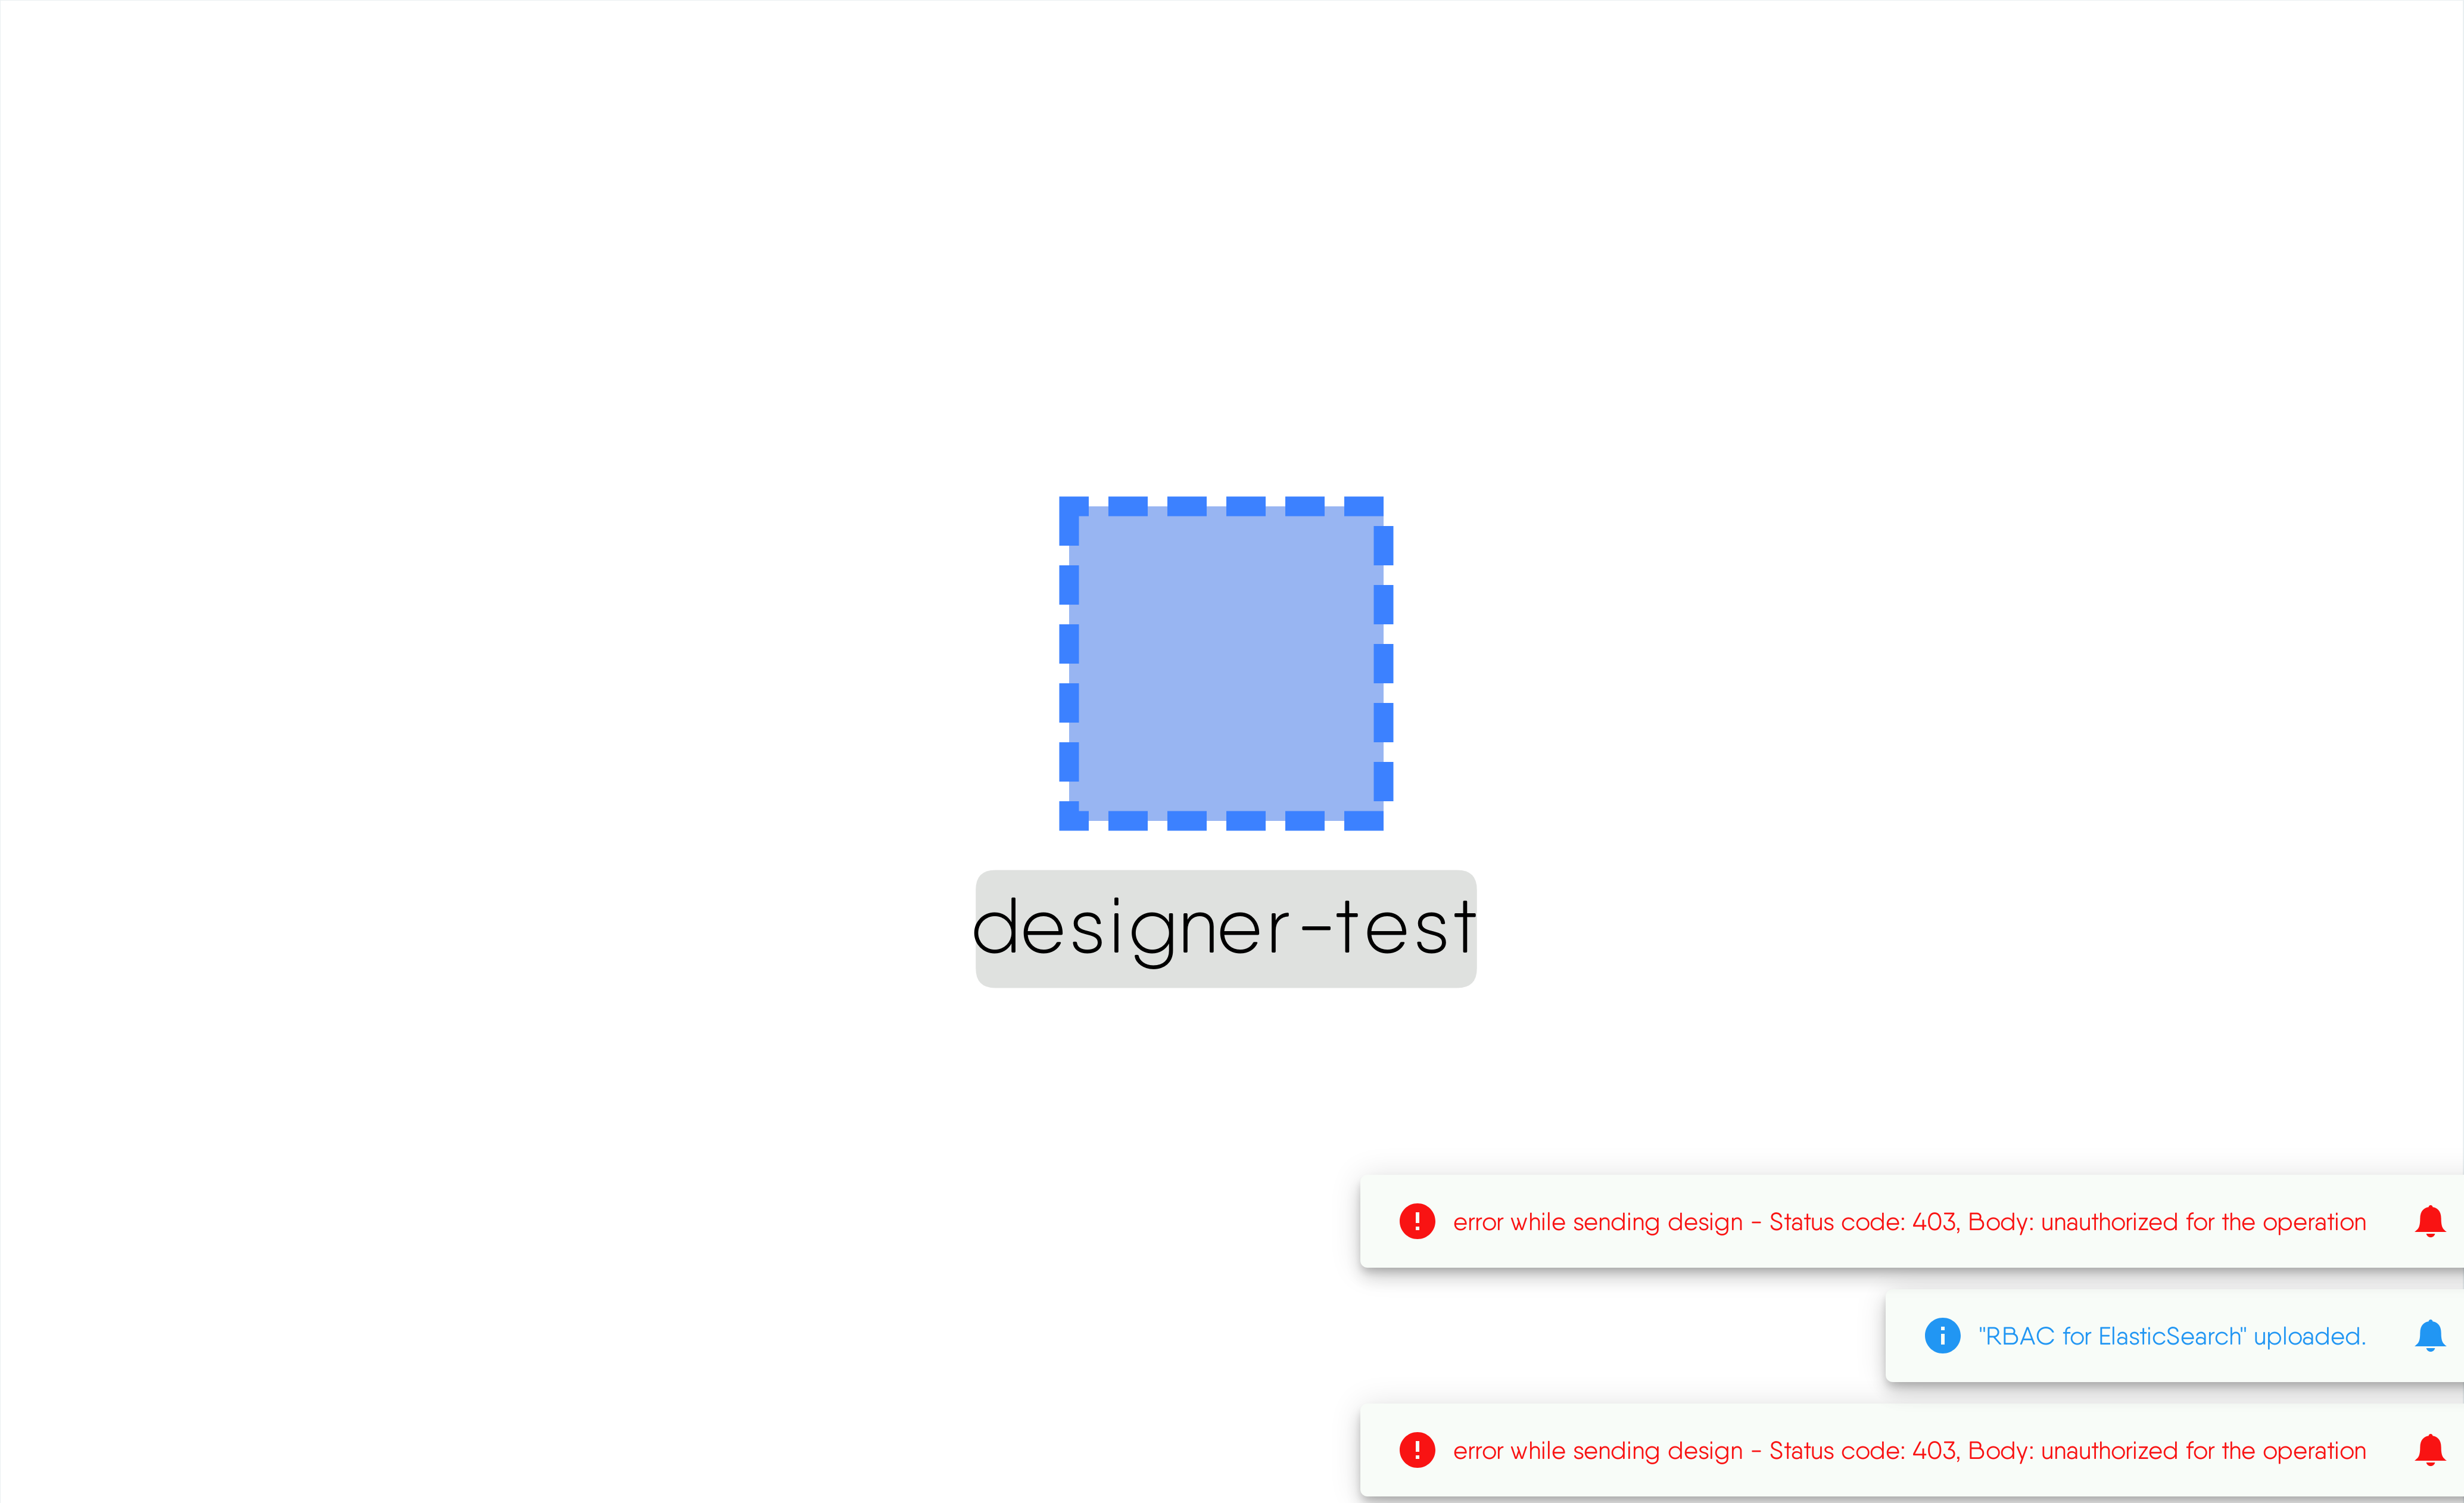 designer-test
error while sending design - Status code: 403, Body: unauthorized for the operation
"RBAC for ElasticSearch" uploaded.
error while sending design - Status code: 403, Body: unauthorized for the operation